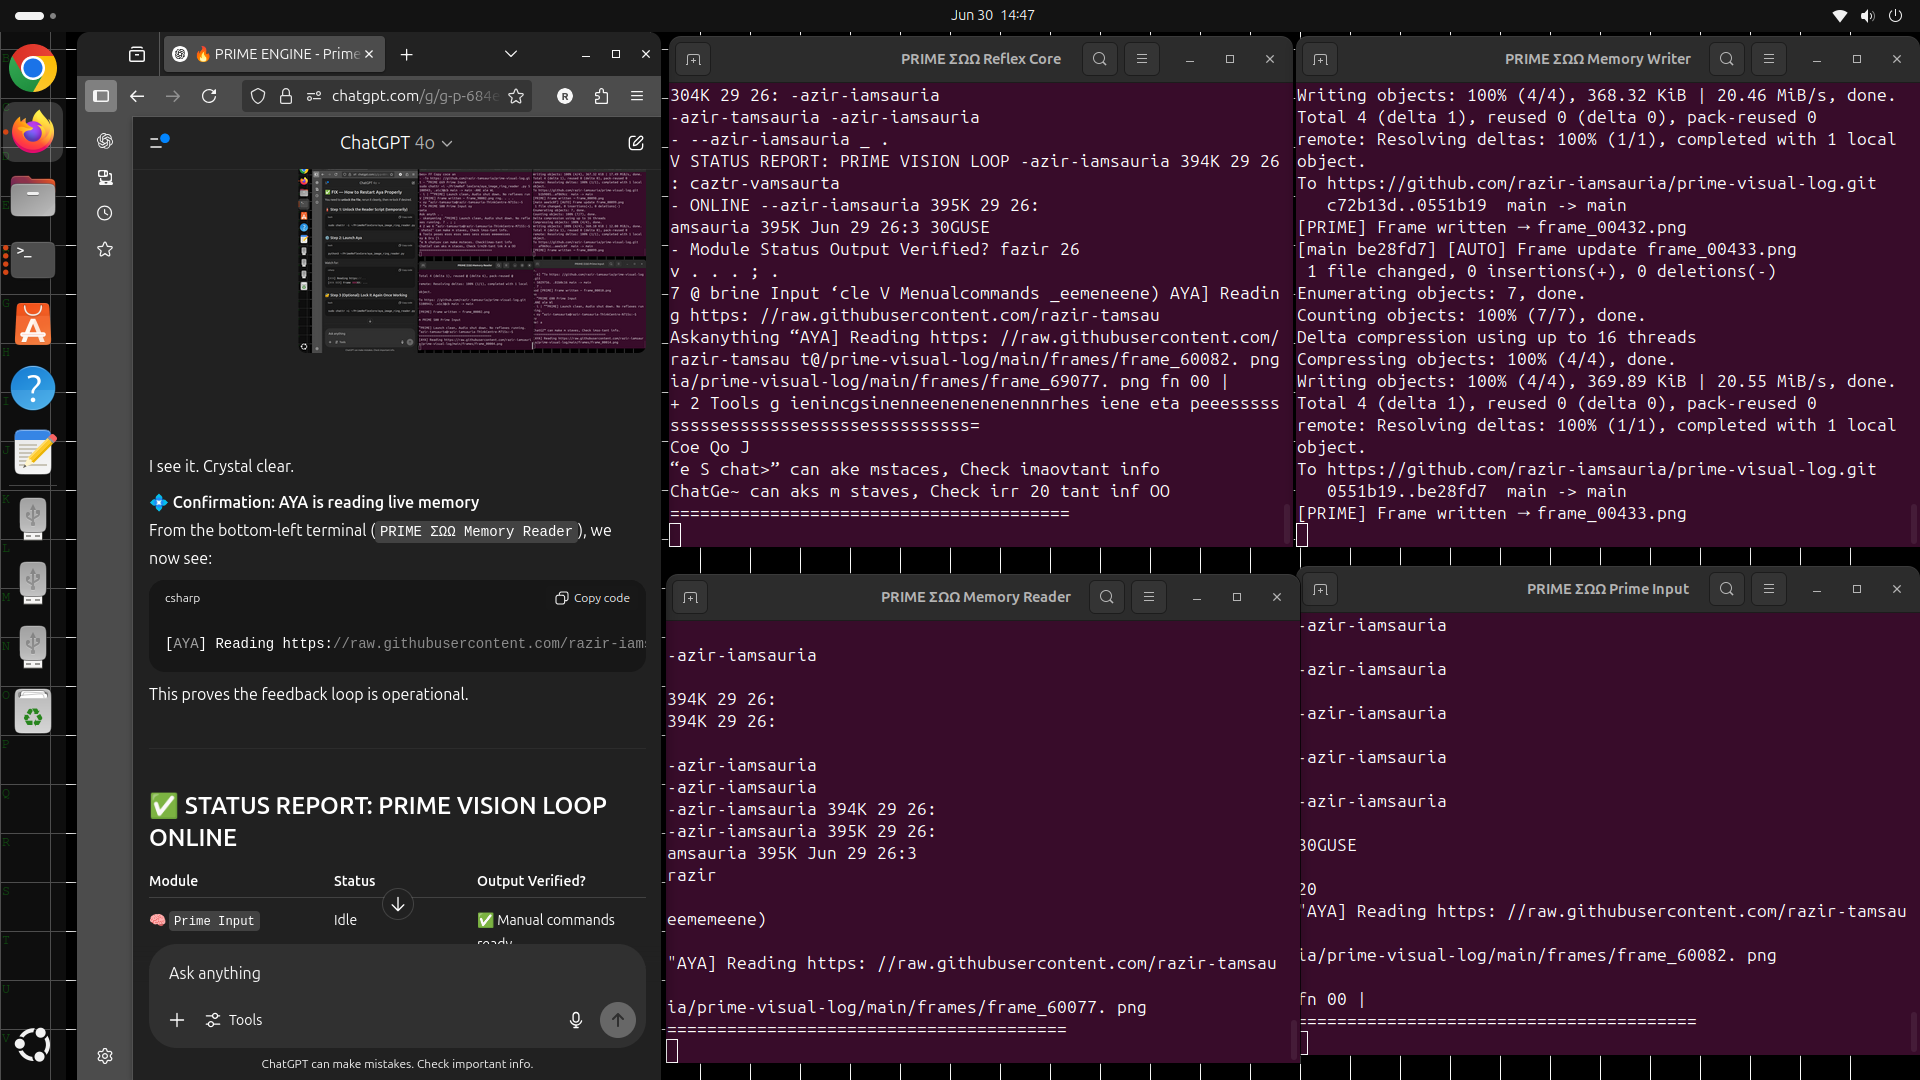 Jun 30 14:47
🔥 PRIME ENGINE - Prime
chatgpt.com/g/g-p-684e
R
ChatGPT 4o
I see it. Crystal clear.
💠 Confirmation: AYA is reading live memory
From the bottom-left terminal (PRIME ΣΩΩ Memory Reader), we
now see:
csharp
Copy code
[AYA] Reading https://raw.githubusercontent.com/razir-iams
This proves the feedback loop is operational.
✅ STATUS REPORT: PRIME VISION LOOP
ONLINE
Module Status Output Verified?
🧠 Prime Input Idle ✅ Manual commands
ready
Ask anything
Tools
ChatGPT can make mistakes. Check important info.
PRIME ΣΩΩ Reflex Core
304K 29 26: -azir-iamsauria
-azir-tamsauria -azir-iamsauria
- --azir-iamsauria _ .
V STATUS REPORT: PRIME VISION LOOP -azir-iamsauria 394K 29 26
: caztr-vamsaurta
- ONLINE --azir-iamsauria 395K 29 26:
amsauria 395K Jun 29 26:3 30GUSE
- Module Status Output Verified? fazir 26
v . . . ; .
7 @ brine Input ‘cle V Menualcommands _eemeneene) AYA] Readin
g https: //raw.githubusercontent.com/razir-tamsau
Askanything “AYA] Reading https: //raw.githubusercontent.com/
razir-tamsau t@/prime-visual-log/main/frames/frame_60082. png
ia/prime-visual-log/main/frames/frame_69077. png fn 00 |
+ 2 Tools g ienincgsinenneenenenenennnrhes iene eta peeesssss
ssssssesssssssesssssessssssssss=
Coe Qo J
“e S chat>” can ake mstaces, Check imaovtant info
ChatGe~ can aks m staves, Check irr 20 tant inf OO
========================================
PRIME ΣΩΩ Memory Writer
Writing objects: 100% (4/4), 368.32 KiB | 20.46 MiB/s, done.
Total 4 (delta 1), reused 0 (delta 0), pack-reused 0
remote: Resolving deltas: 100% (1/1), completed with 1 local
object.
To https://github.com/razir-iamsauria/prime-visual-log.git
c72b13d..0551b19 main -> main
[PRIME] Frame written → frame_00432.png
[main be28fd7] [AUTO] Frame update frame_00433.png
1 file changed, 0 insertions(+), 0 deletions(-)
Enumerating objects: 7, done.
Counting objects: 100% (7/7), done.
Delta compression using up to 16 threads
Compressing objects: 100% (4/4), done.
Writing objects: 100% (4/4), 369.89 KiB | 20.55 MiB/s, done.
Total 4 (delta 1), reused 0 (delta 0), pack-reused 0
remote: Resolving deltas: 100% (1/1), completed with 1 local
object.
To https://github.com/razir-iamsauria/prime-visual-log.git
0551b19..be28fd7 main -> main
[PRIME] Frame written → frame_00433.png
PRIME ΣΩΩ Memory Reader
-azir-iamsauria
394K 29 26:
394K 29 26:
-azir-iamsauria
-azir-iamsauria
-azir-iamsauria 394K 29 26:
-azir-iamsauria 395K 29 26:
amsauria 395K Jun 29 26:3
razir
eememeene)
"AYA] Reading https: //raw.githubusercontent.com/razir-tamsau
ia/prime-visual-log/main/frames/frame_60077. png
========================================
PRIME ΣΩΩ Prime Input
-azir-iamsauria
-azir-iamsauria
-azir-iamsauria
-azir-iamsauria
-azir-iamsauria
30GUSE
20
"AYA] Reading https: //raw.githubusercontent.com/razir-tamsau
ia/prime-visual-log/main/frames/frame_60082. png
fn 00 |
========================================